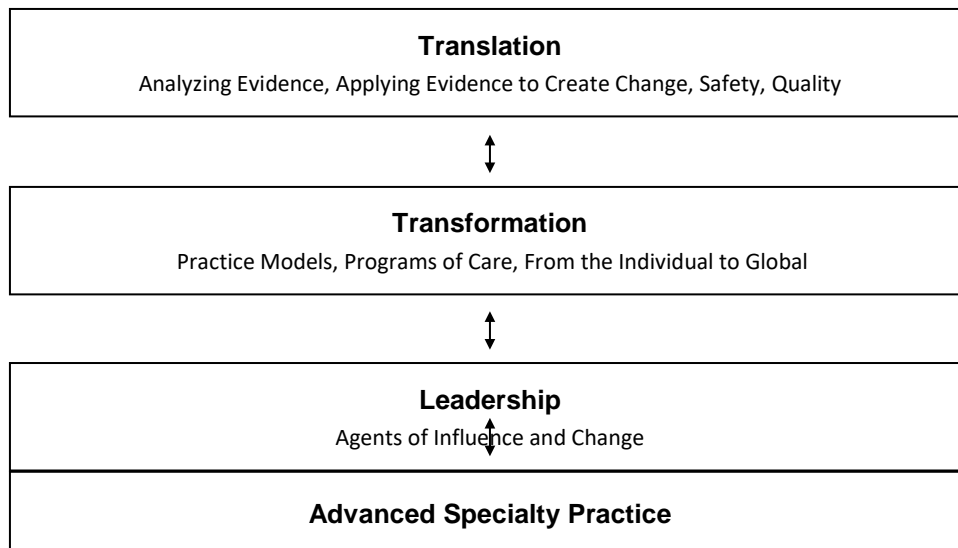 Translation
Analyzing Evidence, Applying Evidence to Create Change, Safety, Quality
Transformation
Practice Models, Programs of Care, From the Individual to Global
Leadership
Agents of Influence and Change
Advanced Specialty Practice